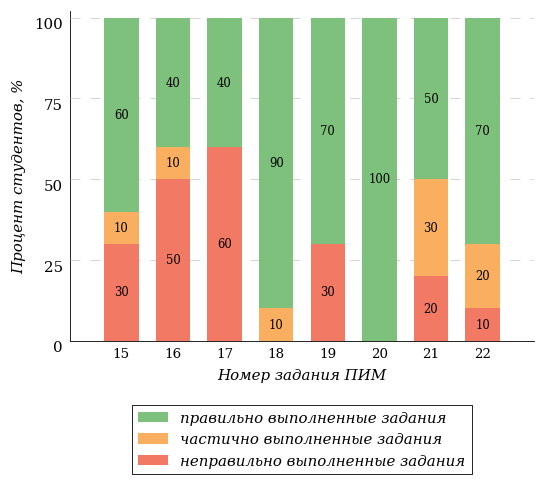 100
75
50
25
0
Процент студентов, %
60 40 40 90 70 100 50 70
10 10 10 30 20
30 50 60 30 20 10
15 16 17 18 19 20 21 22
Номер задания ПИМ
правильно выполненные задания
частично выполненные задания
неправильно выполненные задания